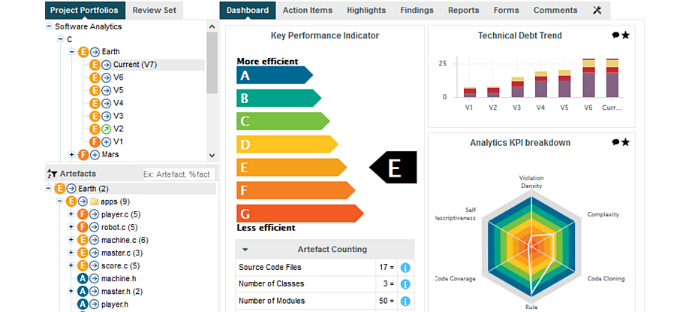 Project Portfolios
Review Set
Software Analytics
C
E Earth
E Current (V7)
E V6
E V5
E V4
E V3
E V2
F V1
F Mars
Artefacts
Ex: Artefact, %fact
E Earth (2)
E apps (9)
F player.c (5)
F robot.c (5)
E machine.c (6)
E master.c (3)
E score.c (5)
A machine.h
A master.h (2)
A player.h
Dashboard
Action Items
Highlights
Findings
Reports
Forms
Comments
Key Performance Indicator
More efficient
A
B
C
D
E
F
G
E
Less efficient
Artefact Counting
Source Code Files 17 = i
Number of Classes 3 = i
Number of Modules 50 = i
Technical Debt Trend
25
0
V1 V2 V3 V4 V5 V6 Curr...
Analytics KPI breakdown
Violation
Density
Self
Descriptiveness
Complexity
Code Coverage
Code Cloning
Rule